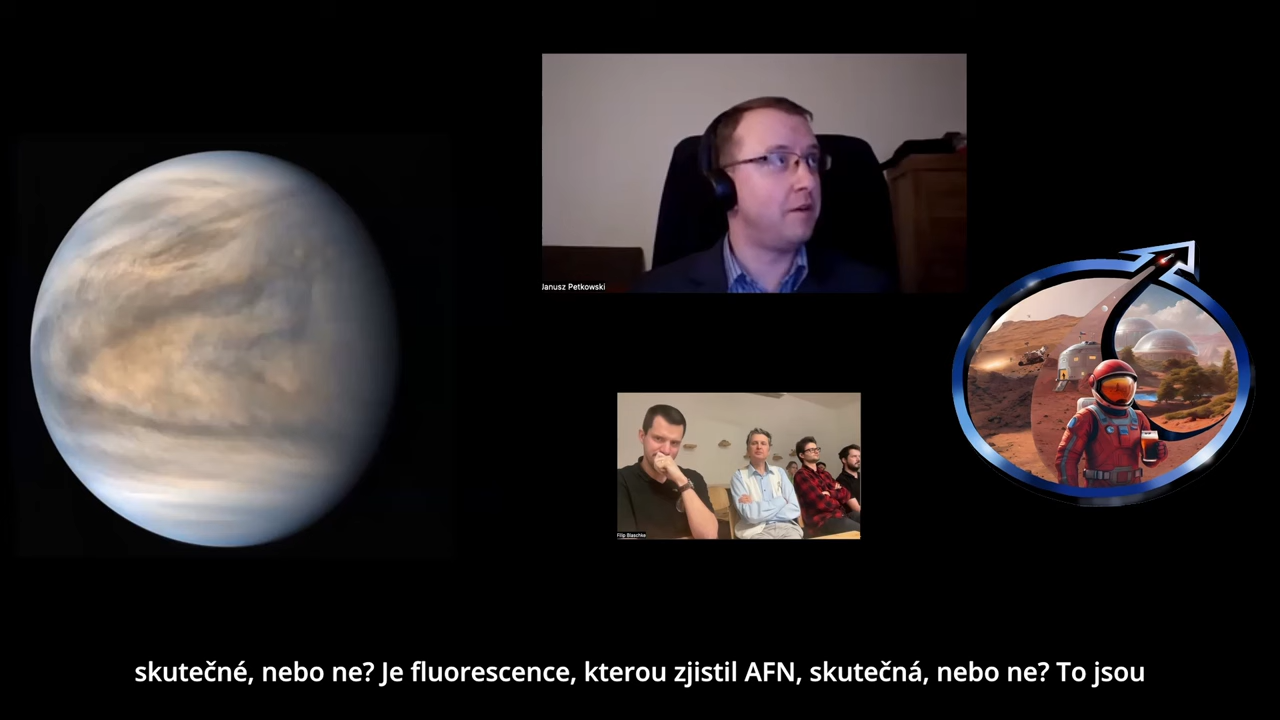 Janusz Petkowski
Filip Blaschke
skutečné, nebo ne? Je fluorescence, kterou zjistil AFN, skutečná, nebo ne? To jsou